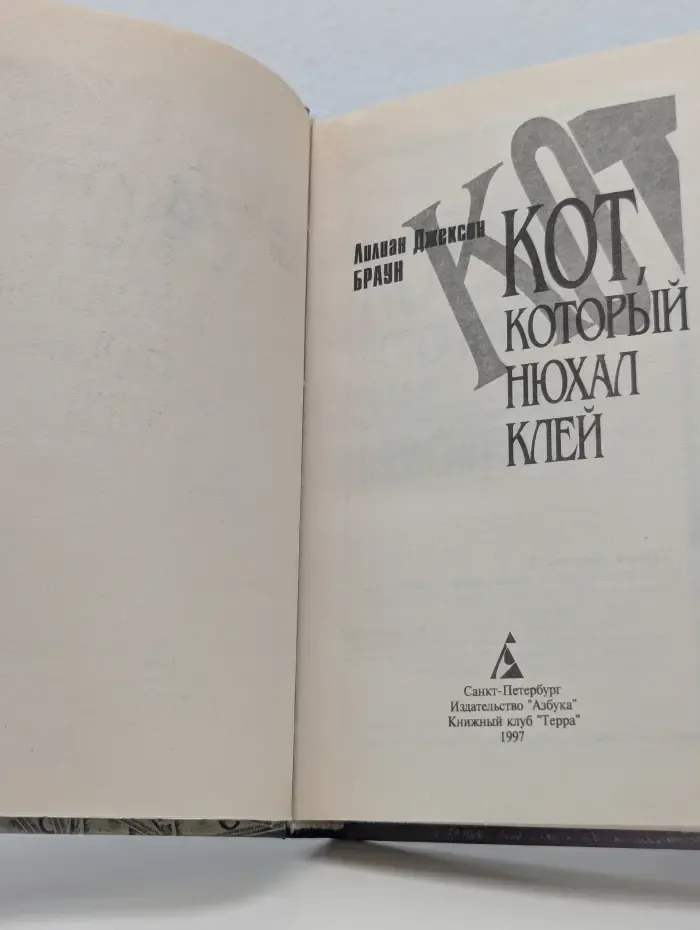 КОТ
Лилиан Джексон
БРАУН
КОТ,
КОТОРЫЙ
НЮХАЛ
КЛЕЙ
Санкт-Петербург
Издательство "Азбука"
Книжный клуб "Терра"
1997